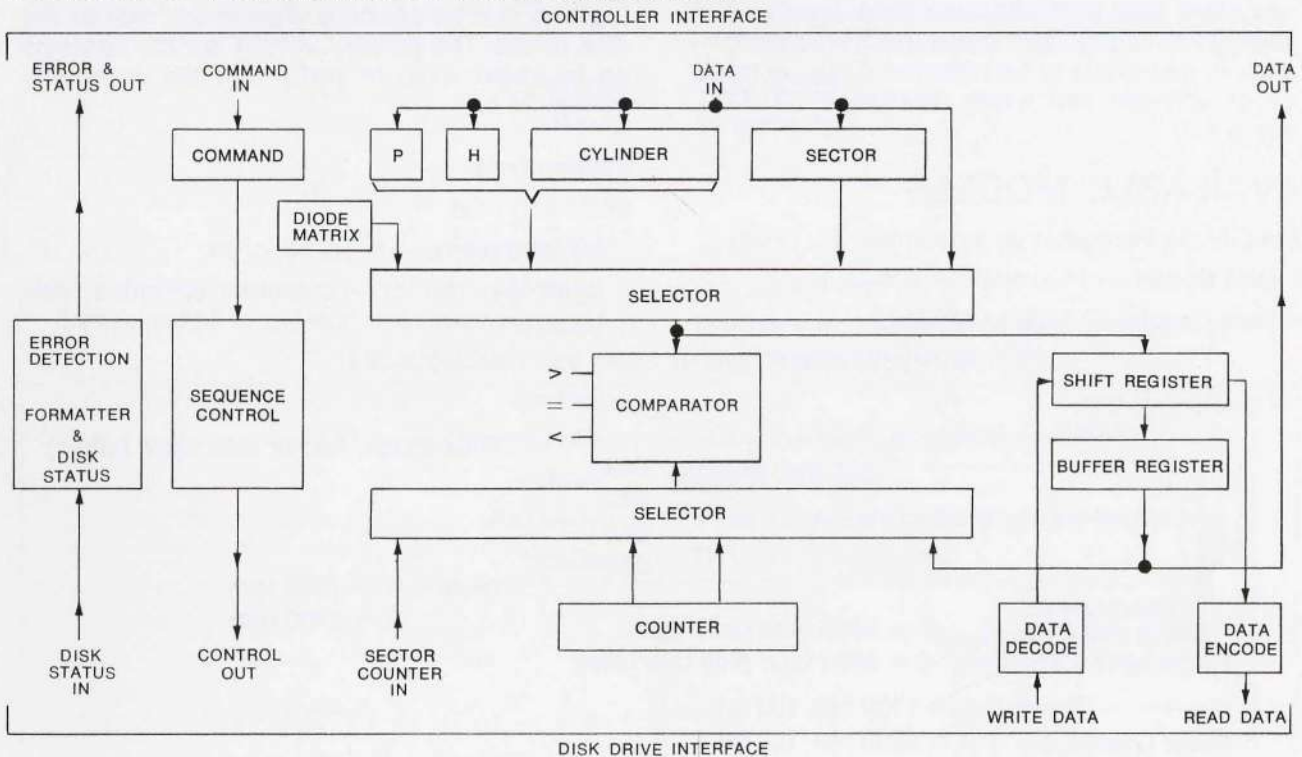 CONTROLLER INTERFACE
ERROR &
STATUS OUT
COMMAND
IN
DATA
IN
DATA
OUT
COMMAND
P
H
CYLINDER
SECTOR
DIODE
MATRIX
SELECTOR
ERROR
DETECTION
FORMATTER
&
DISK
STATUS
SEQUENCE
CONTROL
>
=
<
COMPARATOR
SHIFT REGISTER
BUFFER REGISTER
SELECTOR
COUNTER
DATA
DECODE
DATA
ENCODE
DISK
STATUS
IN
CONTROL
OUT
SECTOR
COUNTER
IN
WRITE DATA
READ DATA
DISK DRIVE INTERFACE